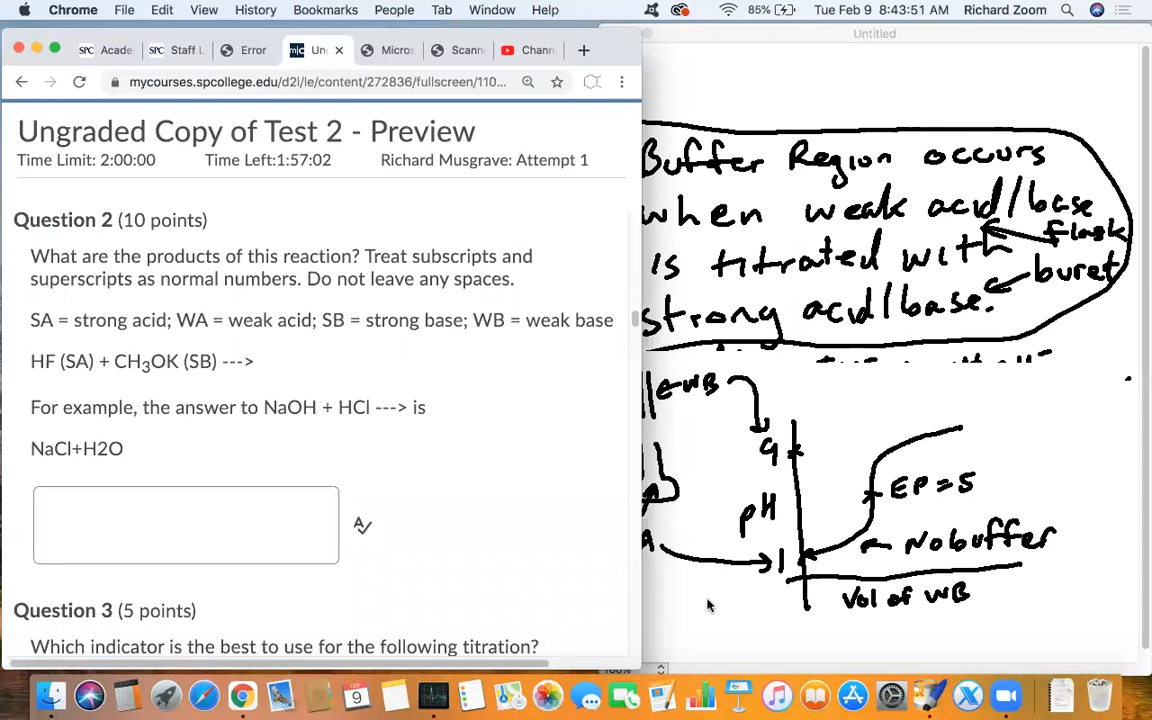 Chrome File Edit View History Bookmarks People Tab Window Help 85% Tue Feb 9 8:43:51 AM Richard Zoom
SPC Acade SPC Staff L Error Un Micros Scann Chann
Untitled
mycourses.spcollege.edu/d2l/le/content/272836/fullscreen/110...
Ungraded Copy of Test 2 - Preview
Time Limit: 2:00:00 Time Left:1:57:02 Richard Musgrave: Attempt 1
Question 2 (10 points)
What are the products of this reaction? Treat subscripts and
superscripts as normal numbers. Do not leave any spaces.
SA = strong acid; WA = weak acid; SB = strong base; WB = weak base
HF (SA) + CH3OK (SB) --->
For example, the answer to NaOH + HCl ---> is
NaCl+H2O
Question 3 (5 points)
Which indicator is the best to use for the following titration?
Buffer Region occurs
when weak acid/base
flask
is titrated with
buret
strong acid/base.
WB
9
EP = 5
pH
No buffer
A
1
Vol of WB
100%
9